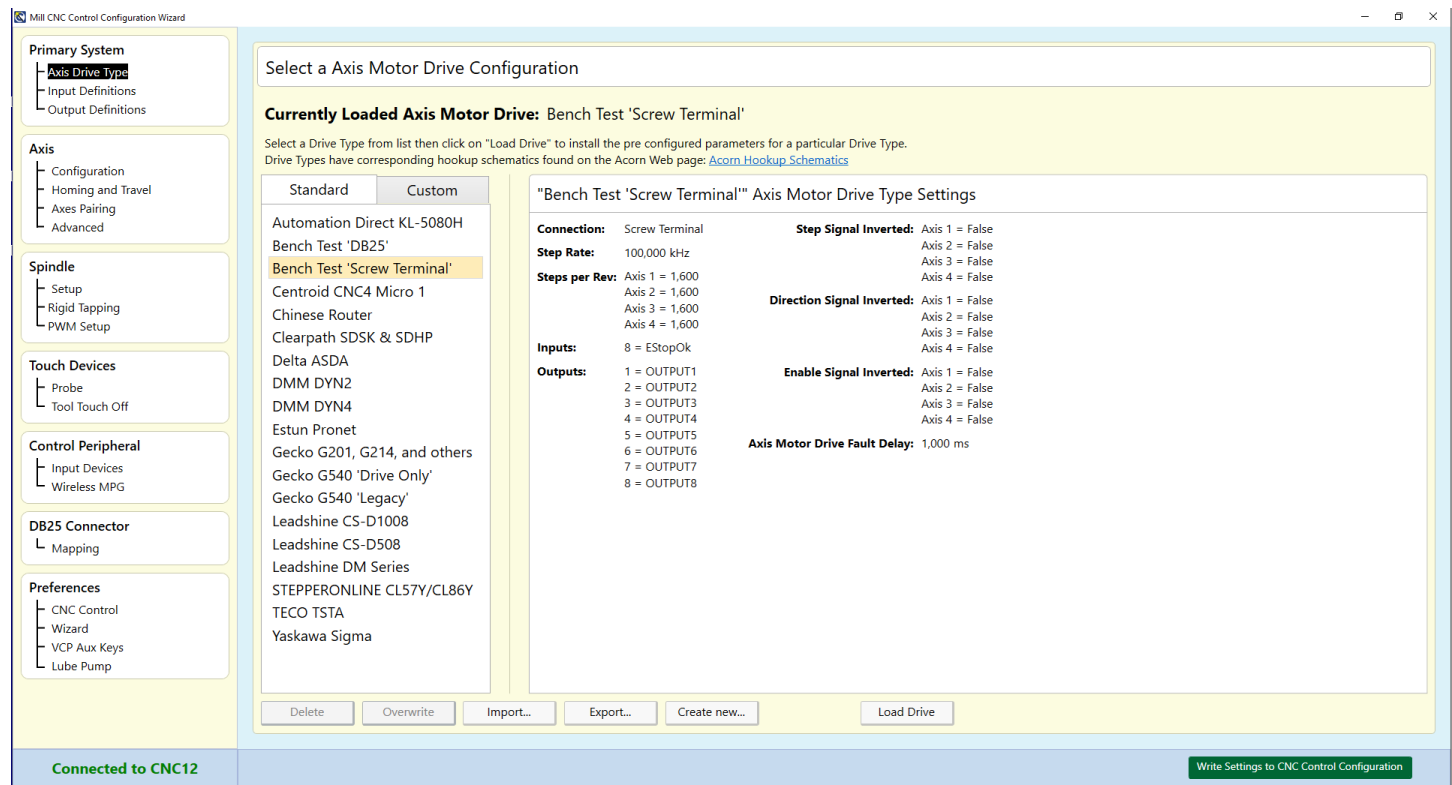 Mill CNC Control Configuration Wizard
Primary System
Axis Drive Type
Input Definitions
Output Definitions
Axis
Configuration
Homing and Travel
Axes Pairing
Advanced
Spindle
Setup
Rigid Tapping
PWM Setup
Touch Devices
Probe
Tool Touch Off
Control Peripheral
Input Devices
Wireless MPG
DB25 Connector
Mapping
Preferences
CNC Control
Wizard
VCP Aux Keys
Lube Pump
Connected to CNC12
Select a Axis Motor Drive Configuration
Currently Loaded Axis Motor Drive: Bench Test 'Screw Terminal'
Select a Drive Type from list then click on "Load Drive" to install the pre configured parameters for a particular Drive Type.
Drive Types have corresponding hookup schematics found on the Acorn Web page: Acorn Hookup Schematics
Standard Custom
Automation Direct KL-5080H
Bench Test 'DB25'
Bench Test 'Screw Terminal'
Centroid CNC4 Micro 1
Chinese Router
Clearpath SDSK & SDHP
Delta ASDA
DMM DYN2
DMM DYN4
Estun Pronet
Gecko G201, G214, and others
Gecko G540 'Drive Only'
Gecko G540 'Legacy'
Leadshine CS-D1008
Leadshine CS-D508
Leadshine DM Series
STEPPERONLINE CL57Y/CL86Y
TECO TSTA
Yaskawa Sigma
"Bench Test 'Screw Terminal'" Axis Motor Drive Type Settings
Connection: Screw Terminal
Step Rate: 100,000 kHz
Steps per Rev: Axis 1 = 1,600
Axis 2 = 1,600
Axis 3 = 1,600
Axis 4 = 1,600
Inputs: 8 = EStopOk
Outputs: 1 = OUTPUT1
2 = OUTPUT2
3 = OUTPUT3
4 = OUTPUT4
5 = OUTPUT5
6 = OUTPUT6
7 = OUTPUT7
8 = OUTPUT8
Step Signal Inverted: Axis 1 = False
Axis 2 = False
Axis 3 = False
Axis 4 = False
Direction Signal Inverted: Axis 1 = False
Axis 2 = False
Axis 3 = False
Axis 4 = False
Enable Signal Inverted: Axis 1 = False
Axis 2 = False
Axis 3 = False
Axis 4 = False
Axis Motor Drive Fault Delay: 1,000 ms
Delete Overwrite Import... Export... Create new... Load Drive
Write Settings to CNC Control Configuration